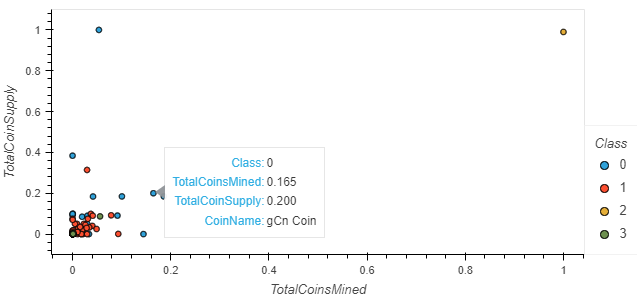 TotalCoinSupply
1
0.8
0.6
0.4
0.2
0
Class: 0
TotalCoinsMined: 0.165
TotalCoinSupply: 0.200
CoinName: gCn Coin
0 0.2 0.4 0.6 0.8 1
TotalCoinsMined
Class
0
1
2
3